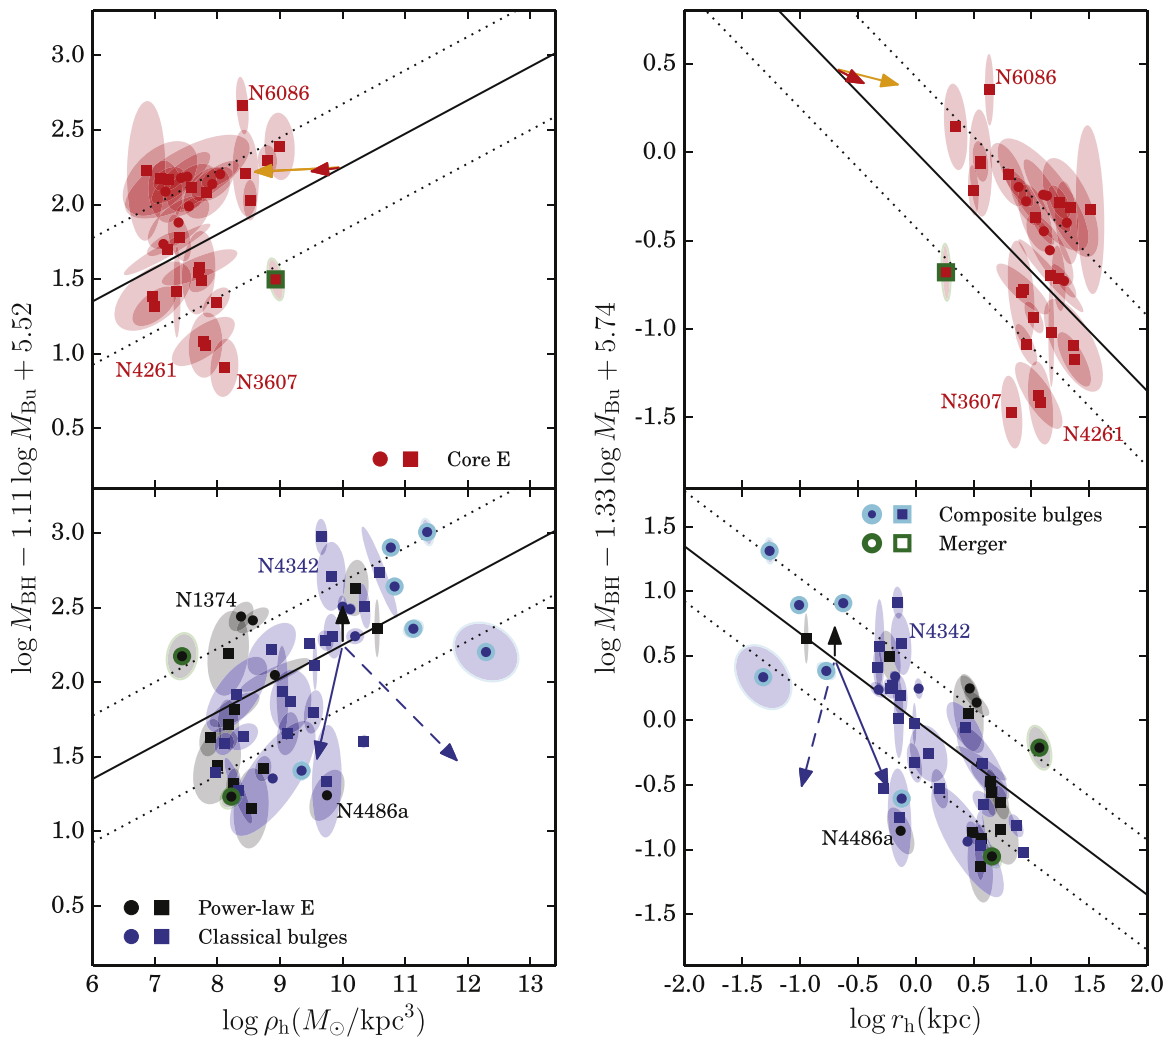 log M_BH − 1.11 log M_Bu + 5.52
3.0
2.5
2.0
1.5
1.0
0.5
N6086
N4261
N3607
Core E
3.0
2.5
2.0
1.5
1.0
0.5
N4342
N1374
N4486a
Power-law E
Classical bulges
6 7 8 9 10 11 12 13
log ρ_h(M_⊙/kpc³)
log M_BH − 1.33 log M_Bu + 5.74
0.5
0.0
-0.5
-1.0
-1.5
N6086
N3607
N4261
1.5
1.0
0.5
0.0
-0.5
-1.0
-1.5
Composite bulges
Merger
N4342
N4486a
-2.0 -1.5 -1.0 -0.5 0.0 0.5 1.0 1.5 2.0
log r_h(kpc)